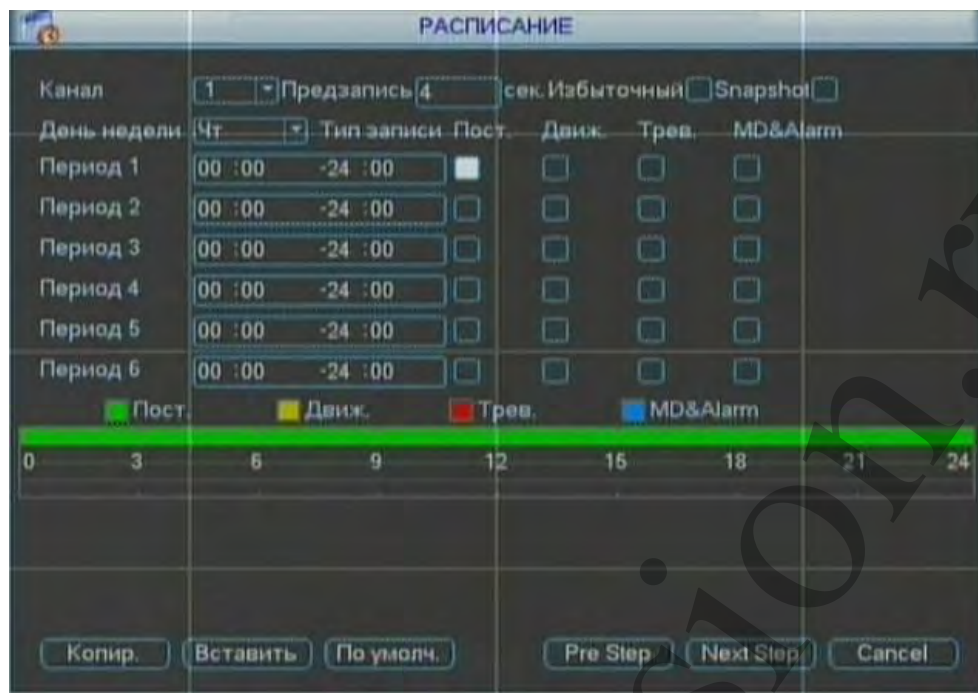 РАСПИСАНИЕ
Канал 1 Предзапись 4 сек. Избыточный Snapshot
День недели Чт Тип записи Пост. Движ. Трев. MD&Alarm
Период 1 00 :00 -24 :00
Период 2 00 :00 -24 :00
Период 3 00 :00 -24 :00
Период 4 00 :00 -24 :00
Период 5 00 :00 -24 :00
Период 6 00 :00 -24 :00
Пост. Движ. Трев. MD&Alarm
0 3 6 9 12 15 18 21 24
Копир. Вставить По умолч. Pre Step Next Step Cancel